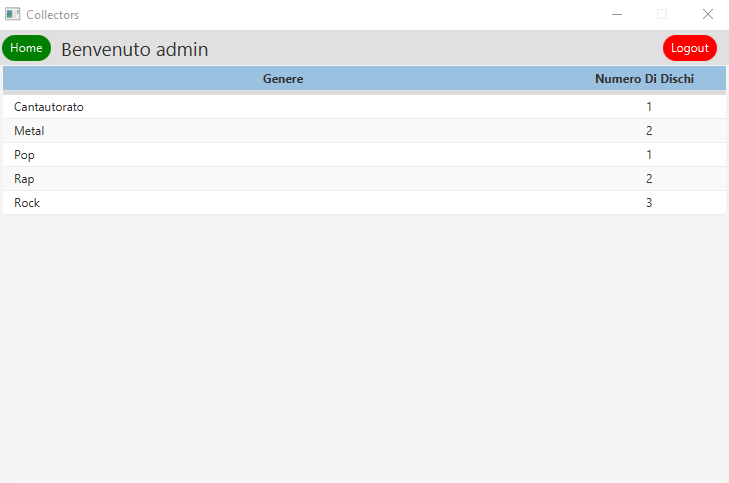 Collectors
Home Benvenuto admin Logout
Genere Numero Di Dischi
Cantautorato 1
Metal 2
Pop 1
Rap 2
Rock 3